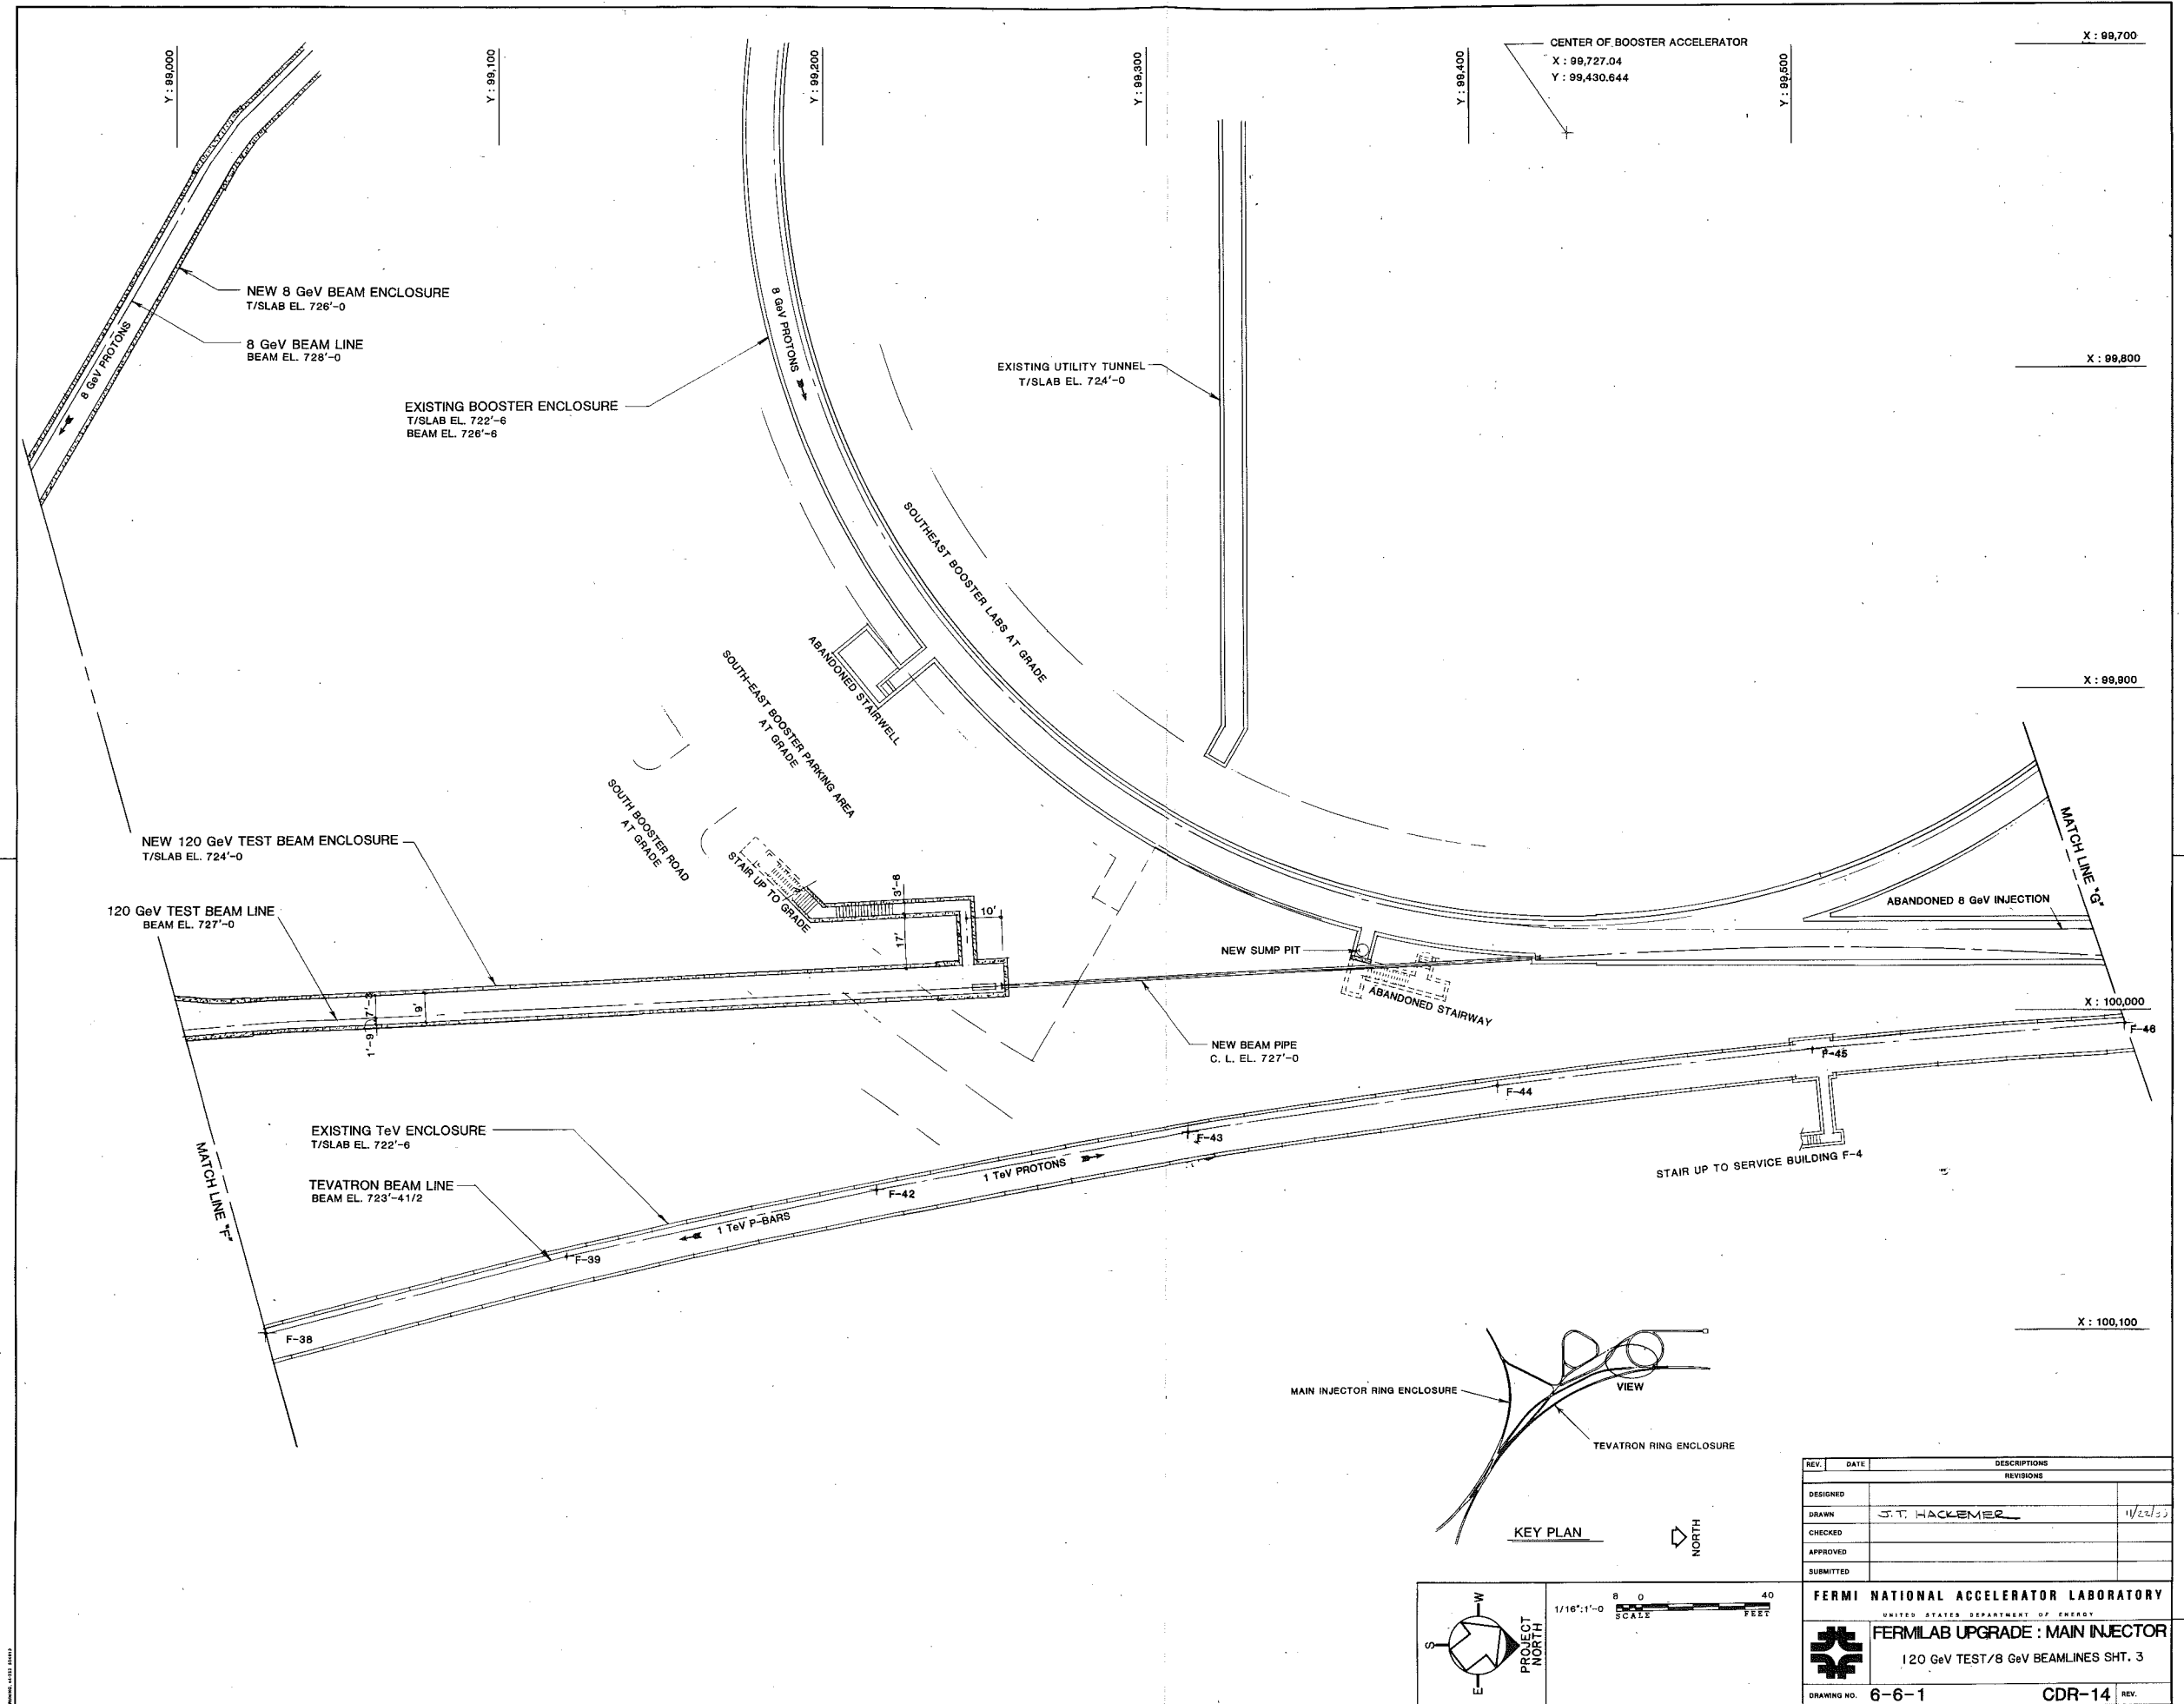 Y : 99,000
Y : 99,100
Y : 99,200
Y : 99,300
Y : 99,400
Y : 99,500
CENTER OF BOOSTER ACCELERATOR
X : 99,727.04
Y : 99,430.644
X : 99,700
NEW 8 GeV BEAM ENCLOSURE
T/SLAB EL. 726'-0
8 GeV BEAM LINE
BEAM EL. 728'-0
8 GeV PROTONS
8 GeV PROTONS
EXISTING BOOSTER ENCLOSURE
T/SLAB EL. 722'-6
BEAM EL. 726'-6
EXISTING UTILITY TUNNEL
T/SLAB EL. 724'-0
X : 99,800
SOUTHEAST BOOSTER LABS AT GRADE
ABANDONED STAIRWELL
SOUTH-EAST BOOSTER PARKING AREA
AT GRADE
SOUTH BOOSTER ROAD
AT GRADE
STAIR UP TO GRADE
X : 99,900
MATCH LINE "G"
NEW 120 GeV TEST BEAM ENCLOSURE
T/SLAB EL. 724'-0
120 GeV TEST BEAM LINE
BEAM EL. 727'-0
3'-6
10'
17'
7'-3
9'
1'-9
ABANDONED 8 GeV INJECTION
NEW SUMP PIT
ABANDONED STAIRWAY
NEW BEAM PIPE
C. L. EL. 727'-0
X : 100,000
F-46
F-45
F-44
F-43
F-42
F-39
F-38
EXISTING TeV ENCLOSURE
T/SLAB EL. 722'-6
TEVATRON BEAM LINE
BEAM EL. 723'-41/2
1 TeV PROTONS
1 TeV P-BARS
MATCH LINE "F"
STAIR UP TO SERVICE BUILDING F-4
X : 100,100
MAIN INJECTOR RING ENCLOSURE
VIEW
TEVATRON RING ENCLOSURE
KEY PLAN
NORTH
REV. DATE DESCRIPTIONS
REVISIONS
DESIGNED
DRAWN J.T. HACKEMER
CHECKED
APPROVED
SUBMITTED
W
S
E
PROJECT
NORTH
1/16":1'-0
8 0 40
SCALE FEET
FERMI NATIONAL ACCELERATOR LABORATORY
UNITED STATES DEPARTMENT OF ENERGY
FERMILAB UPGRADE : MAIN INJECTOR
120 GeV TEST/8 GeV BEAMLINES SHT. 3
DRAWING NO. 6-6-1 CDR-14 REV.